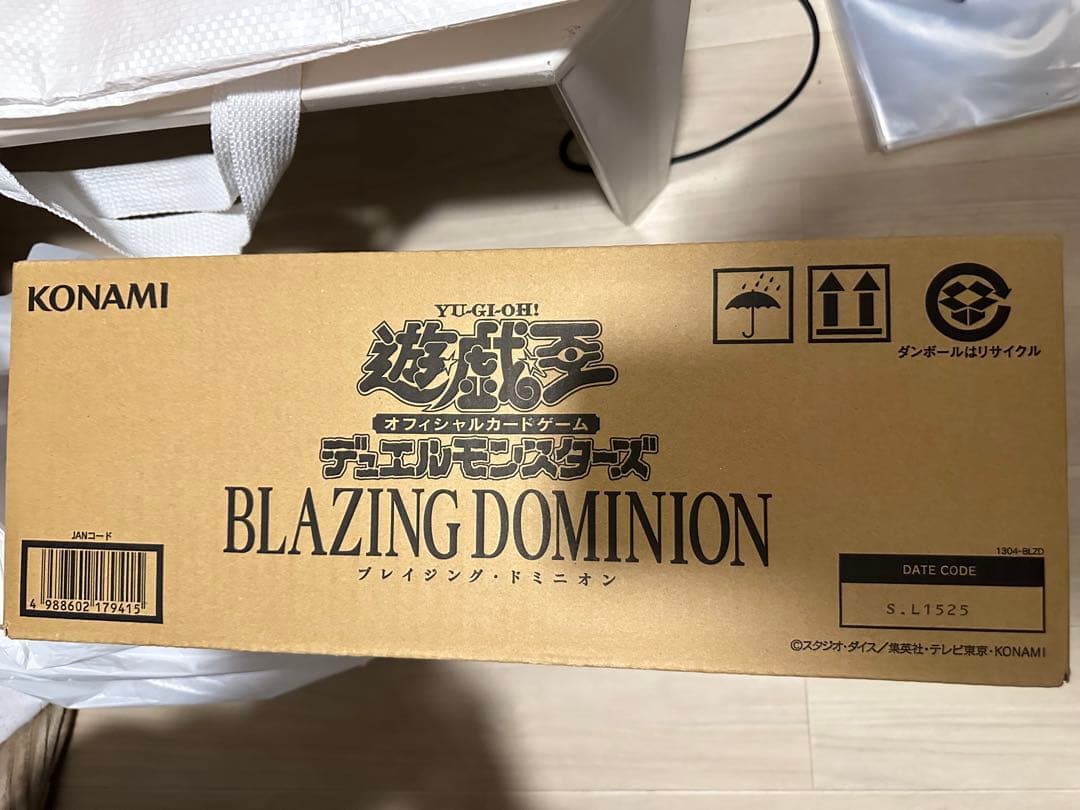 KONAMI
YU-GI-OH!
遊☆戯☆王
オフィシャルカードゲーム
デュエルモンスターズ
BLAZING DOMINION
ブレイジング・ドミニオン
ダンボールはリサイクル
JANコード
4 988602 179415
1304-BLZD
DATE CODE
S.L1525
©スタジオ・ダイス/集英社・テレビ東京・KONAMI